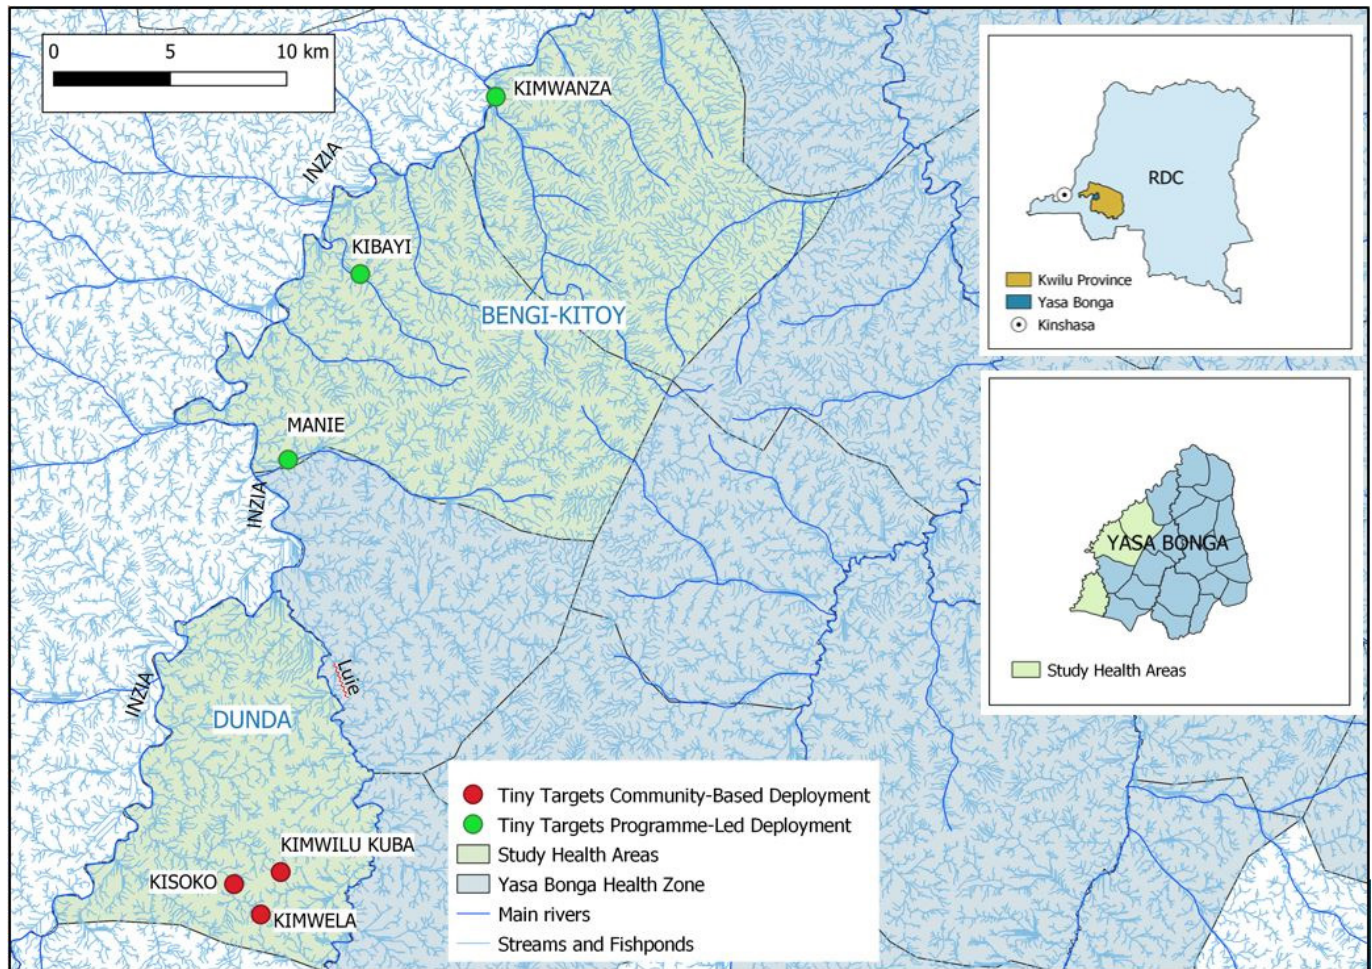 0 5 10 km
KIMWANZA
INZIA
KIBAYI
BENGI-KITOY
MANIE
INZIA
Luie
INZIA
DUNDA
KIMWILU KUBA
KISOKO
KIMWELA
Tiny Targets Community-Based Deployment
Tiny Targets Programme-Led Deployment
Study Health Areas
Yasa Bonga Health Zone
Main rivers
Streams and Fishponds
RDC
Kwilu Province
Yasa Bonga
Kinshasa
YASA BONGA
Study Health Areas